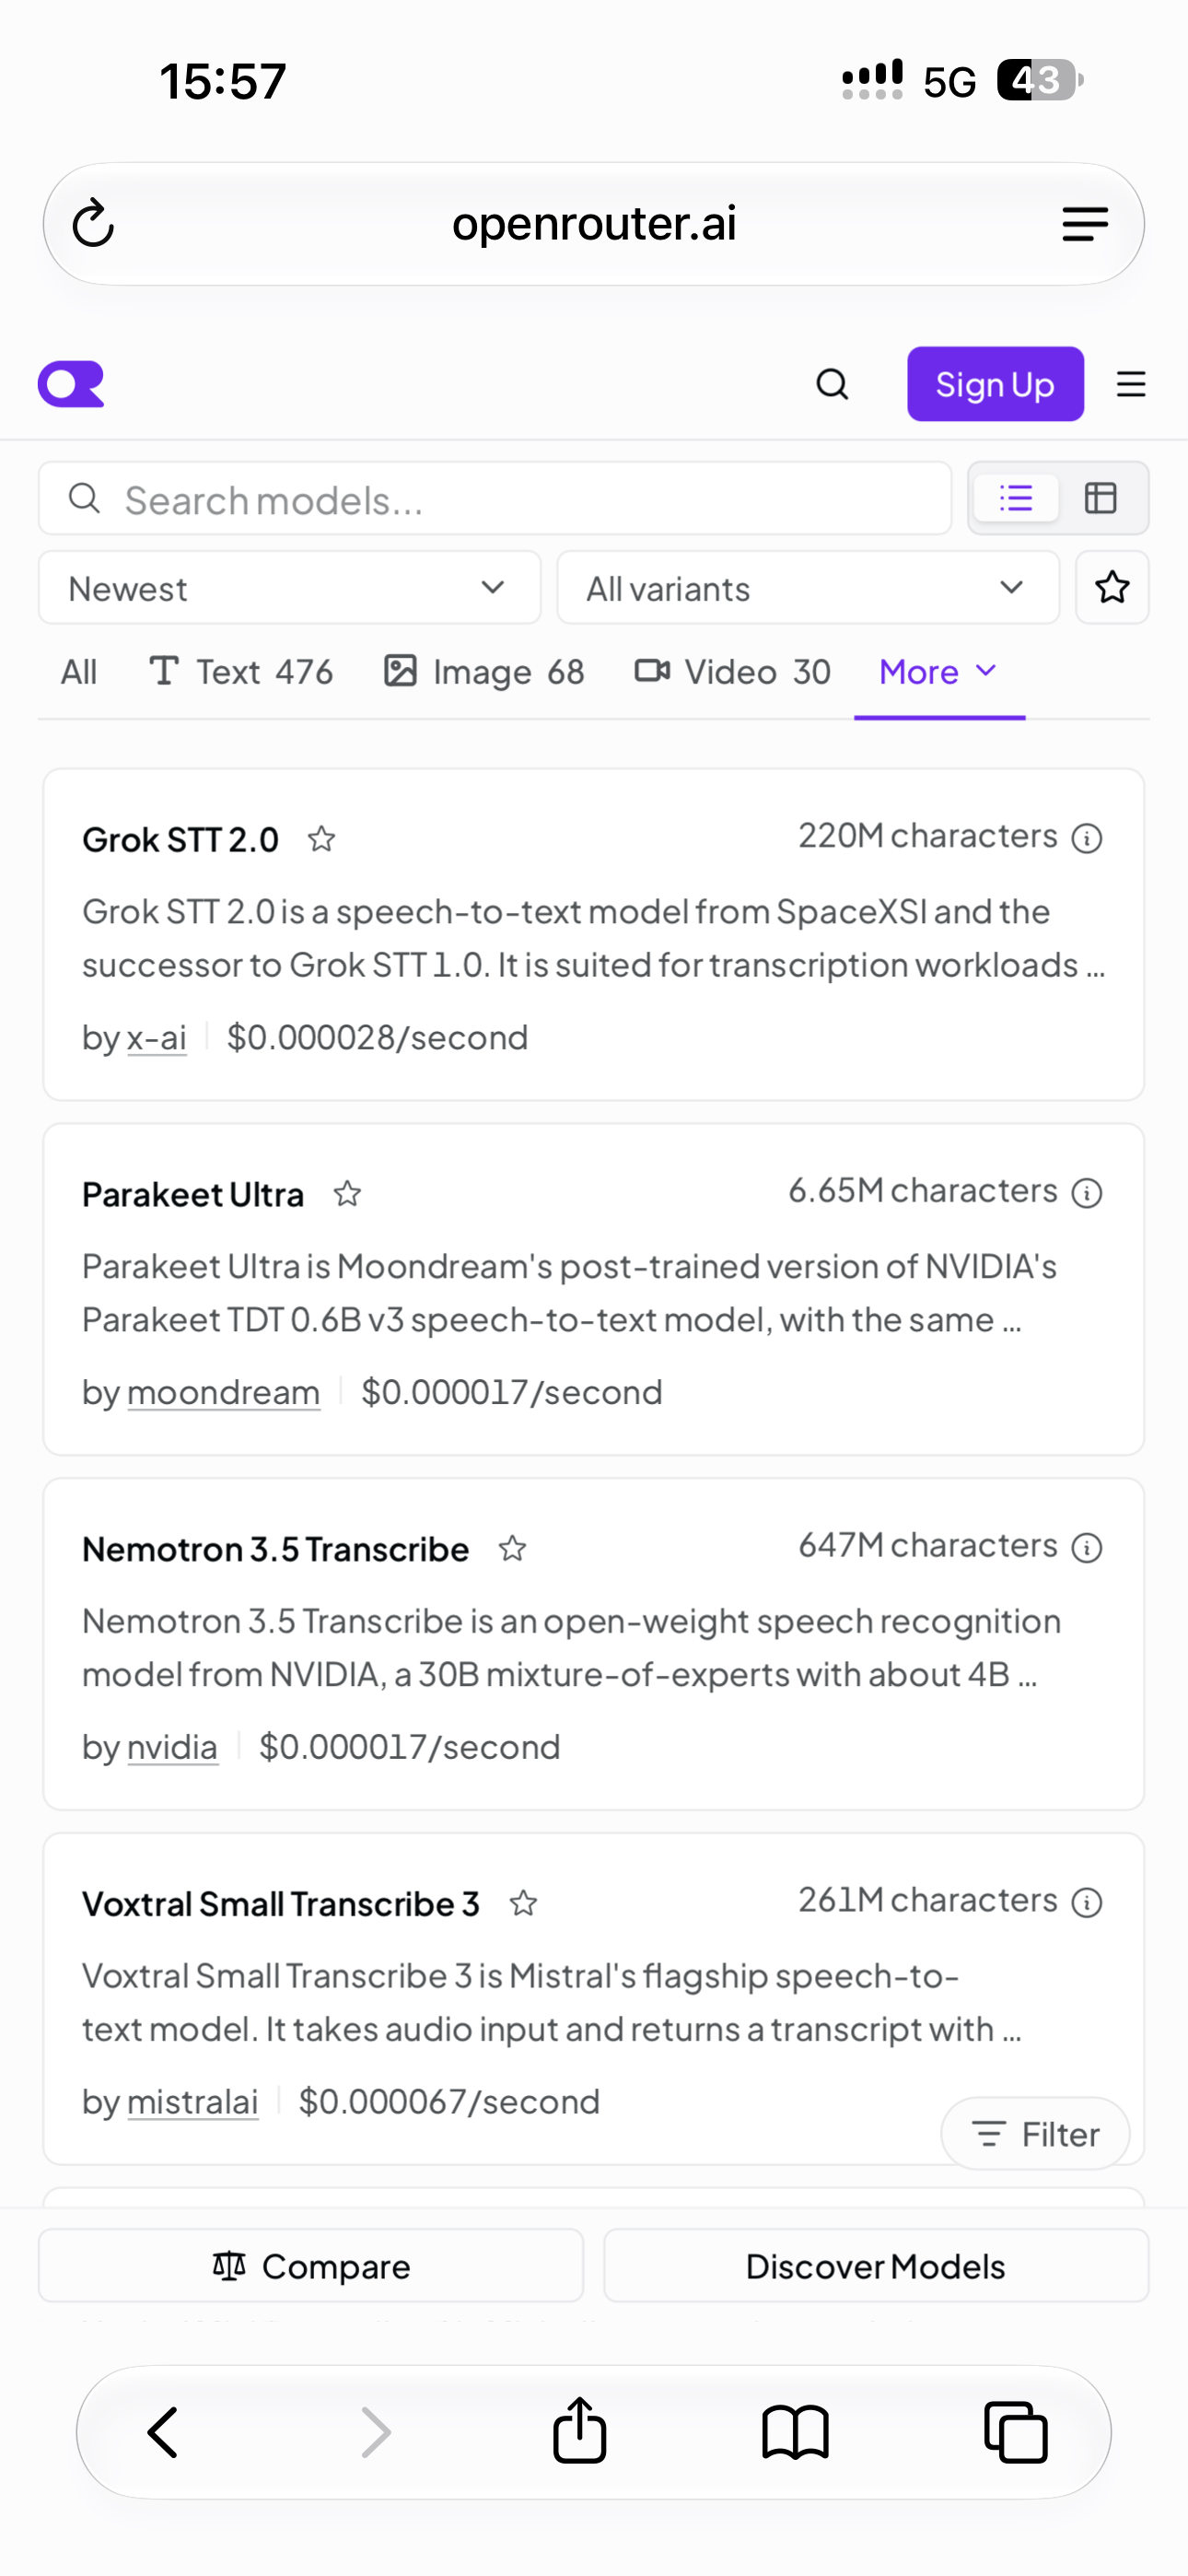 15:57
5G
43
openrouter.ai
Sign Up
Search models...
Newest
All variants
All
Text 476
Image 68
Video 30
More
Grok STT 2.0
220M characters
Grok STT 2.0 is a speech-to-text model from SpaceXSI and the
successor to Grok STT 1.0. It is suited for transcription workloads ...
by x-ai
$0.000028/second
Parakeet Ultra
6.65M characters
Parakeet Ultra is Moondream's post-trained version of NVIDIA's
Parakeet TDT 0.6B v3 speech-to-text model, with the same ...
by moondream
$0.000017/second
Nemotron 3.5 Transcribe
647M characters
Nemotron 3.5 Transcribe is an open-weight speech recognition
model from NVIDIA, a 30B mixture-of-experts with about 4B ...
by nvidia
$0.000017/second
Voxtral Small Transcribe 3
261M characters
Voxtral Small Transcribe 3 is Mistral's flagship speech-to-
text model. It takes audio input and returns a transcript with ...
by mistralai
$0.000067/second
Filter
Compare
Discover Models